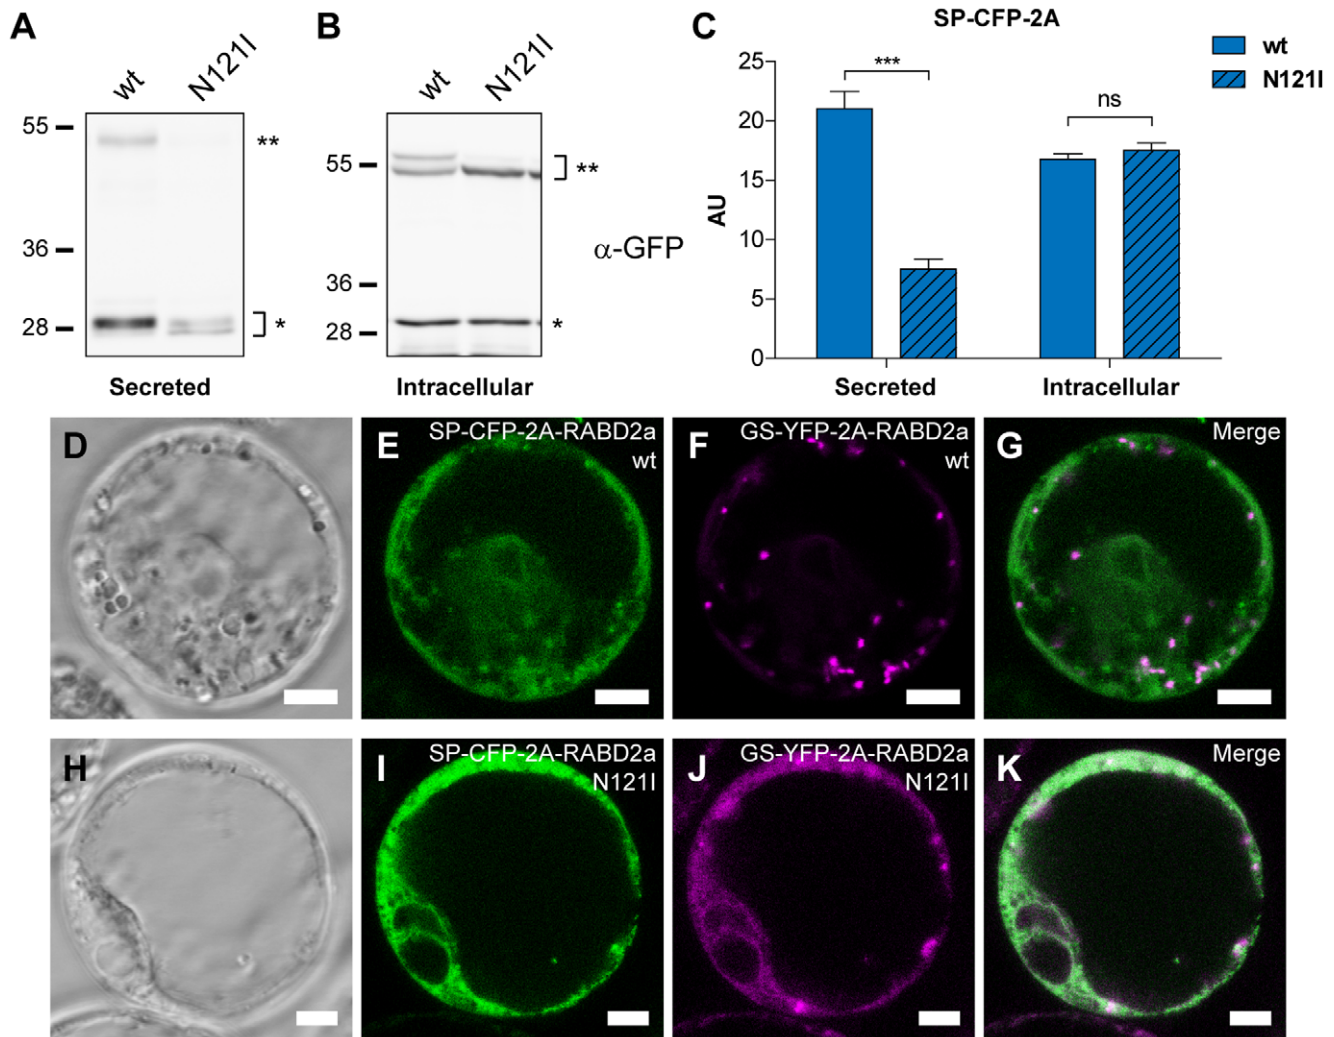 A
wt
N121I
55
36
28
**
*
Secreted
B
wt
N121I
55
36
28
**
*
α-GFP
Intracellular
C
SP-CFP-2A
wt
N121I
AU
25
20
15
10
5
0
***
ns
Secreted
Intracellular
D
E
SP-CFP-2A-RABD2a
wt
F
GS-YFP-2A-RABD2a
wt
G
Merge
H
I
SP-CFP-2A-RABD2a
N121I
J
GS-YFP-2A-RABD2a
N121I
K
Merge